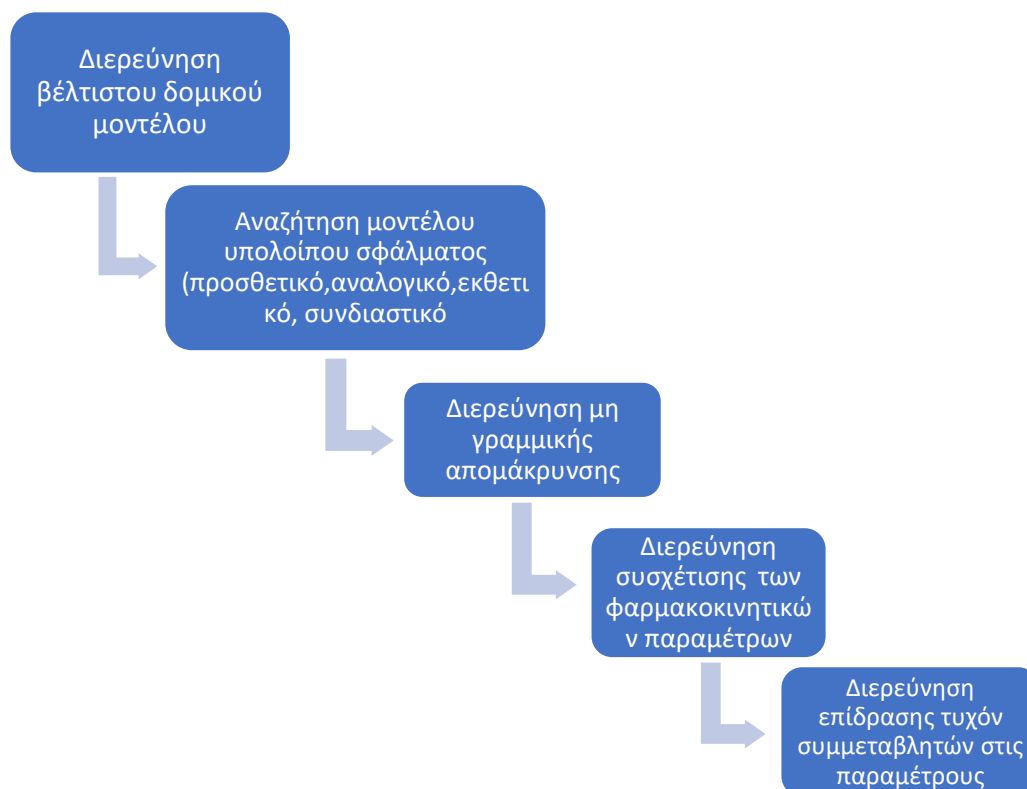 Διερεύνηση
βέλτιστου δομικού
μοντέλου
Αναζήτηση μοντέλου
υπολοίπου σφάλματος
(προσθετικό,αναλογικό,εκθετι
κό, συνδιαστικό
Διερεύνηση μη
γραμμικής
απομάκρυνσης
Διερεύνηση
συσχέτισης των
φαρμακοκινητικώ
ν παραμέτρων
Διερεύνηση
επίδρασης τυχόν
συμμεταβλητών στις
παραμέτρους